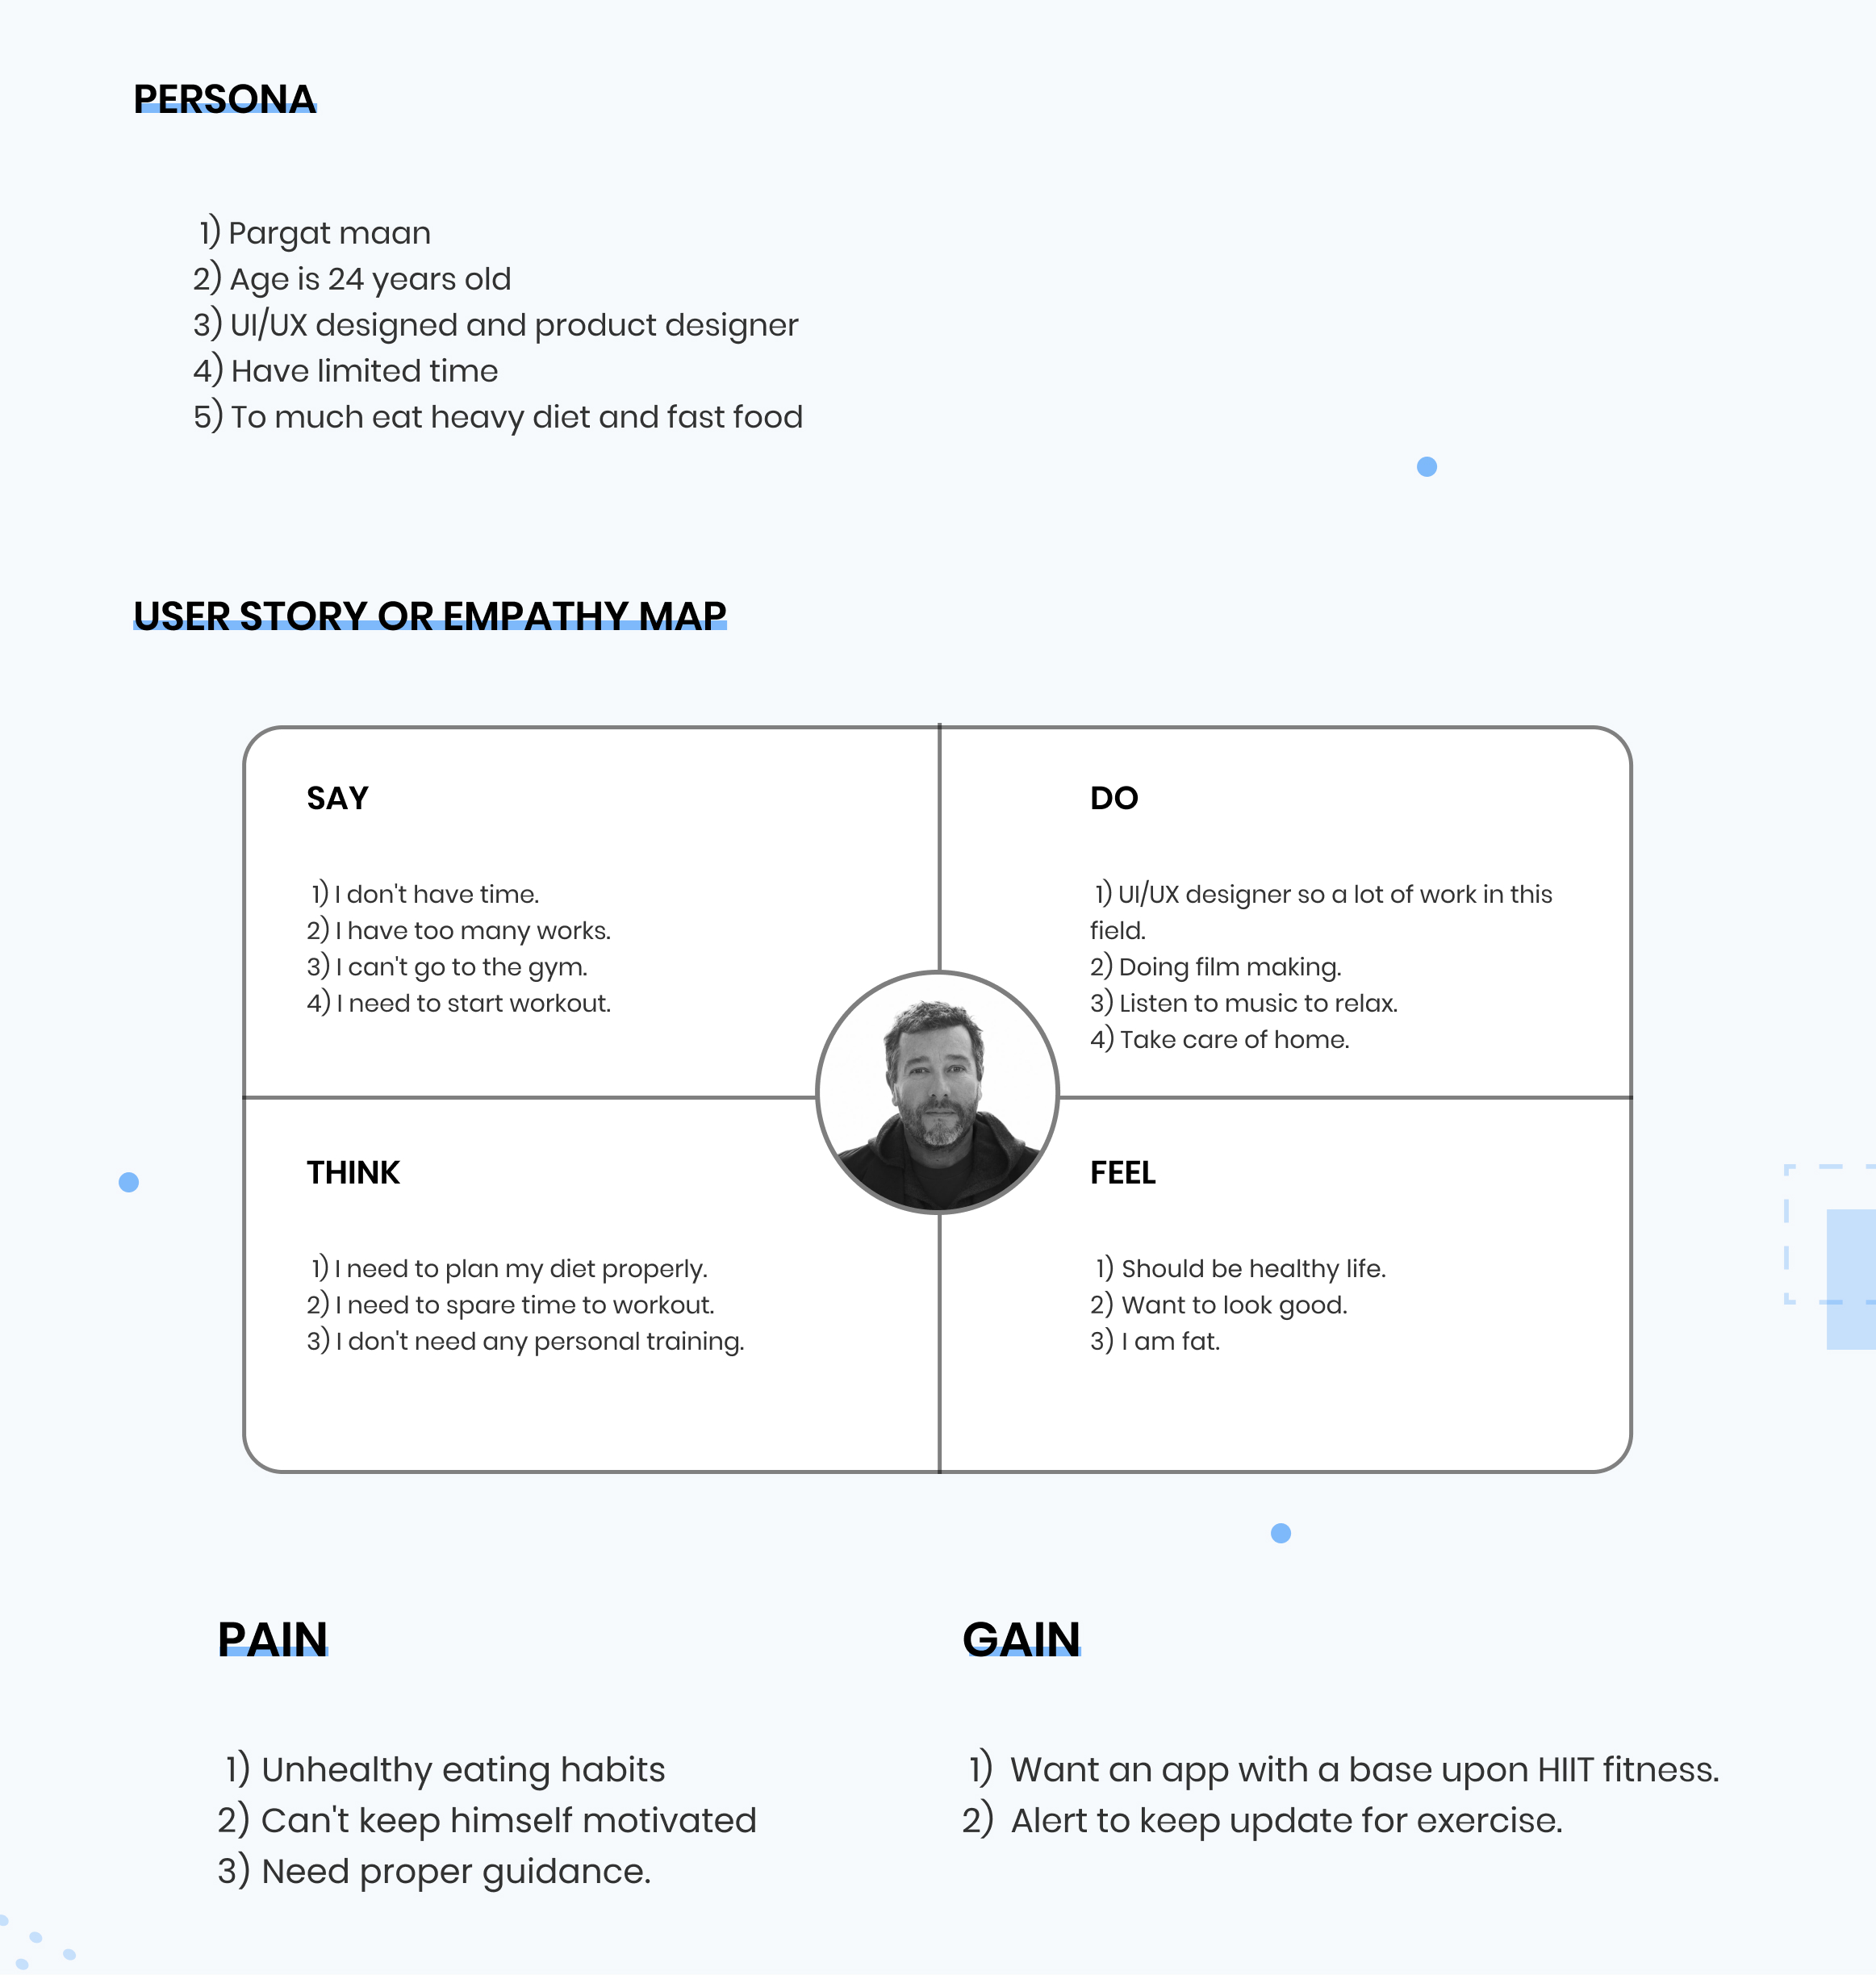 PERSONA
1) Pargat maan
2) Age is 24 years old
3) UI/UX designed and product designer
4) Have limited time
5) To much eat heavy diet and fast food
USER STORY OR EMPATHY MAP
SAY
1) I don't have time.
2) I have too many works.
3) I can't go to the gym.
4) I need to start workout.
DO
1) UI/UX designer so a lot of work in this
field.
2) Doing film making.
3) Listen to music to relax.
4) Take care of home.
THINK
1) I need to plan my diet properly.
2) I need to spare time to workout.
3) I don't need any personal training.
FEEL
1) Should be healthy life.
2) Want to look good.
3) I am fat.
PAIN
1) Unhealthy eating habits
2) Can't keep himself motivated
3) Need proper guidance.
GAIN
1) Want an app with a base upon HIIT fitness.
2) Alert to keep update for exercise.